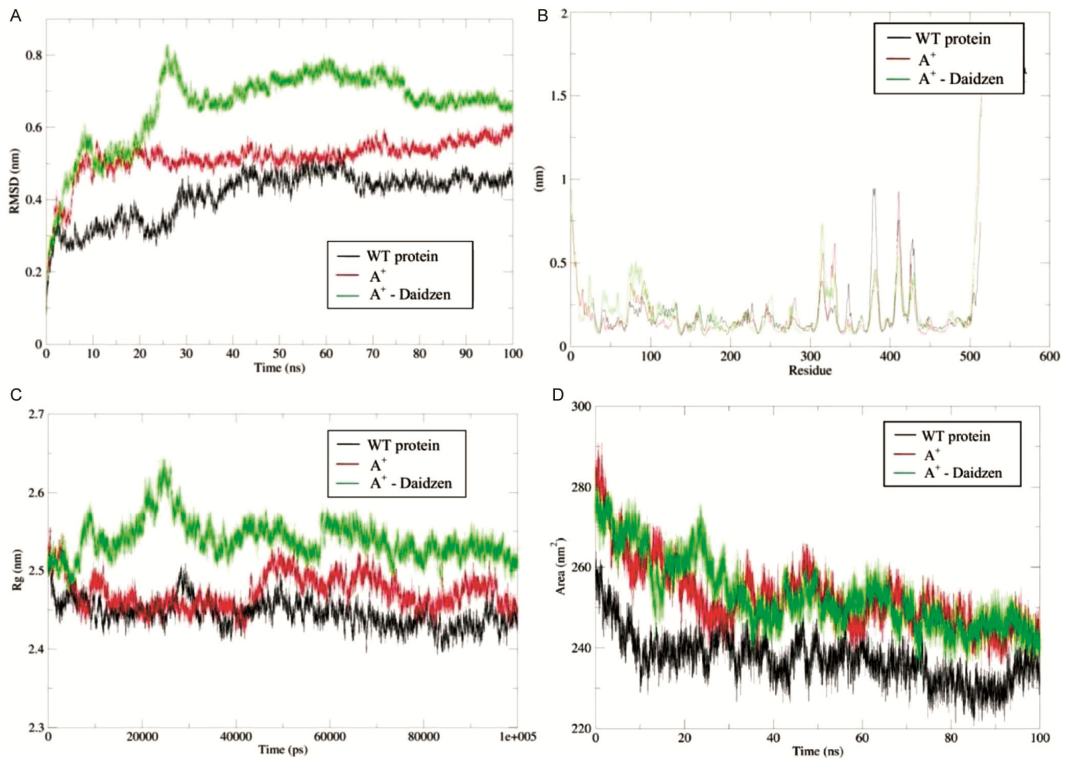 A
RMSD (nm)
0.8
0.6
0.4
0.2
0
WT protein
A+
A+ - Daidzen
0 10 20 30 40 50 60 70 80 90 100
Time (ns)
B
(nm)
2
1.5
1
0.5
0
WT protein
A+
A+ - Daidzen
0 100 200 300 400 500 600
Residue
C
Rg (nm)
2.7
2.6
2.5
2.4
2.3
WT protein
A+
A+ - Daidzen
0 20000 40000 60000 80000 1e+005
Time (ps)
D
Area (nm2)
300
280
260
240
220
WT protein
A+
A+ - Daidzen
0 20 40 60 80 100
Time (ns)